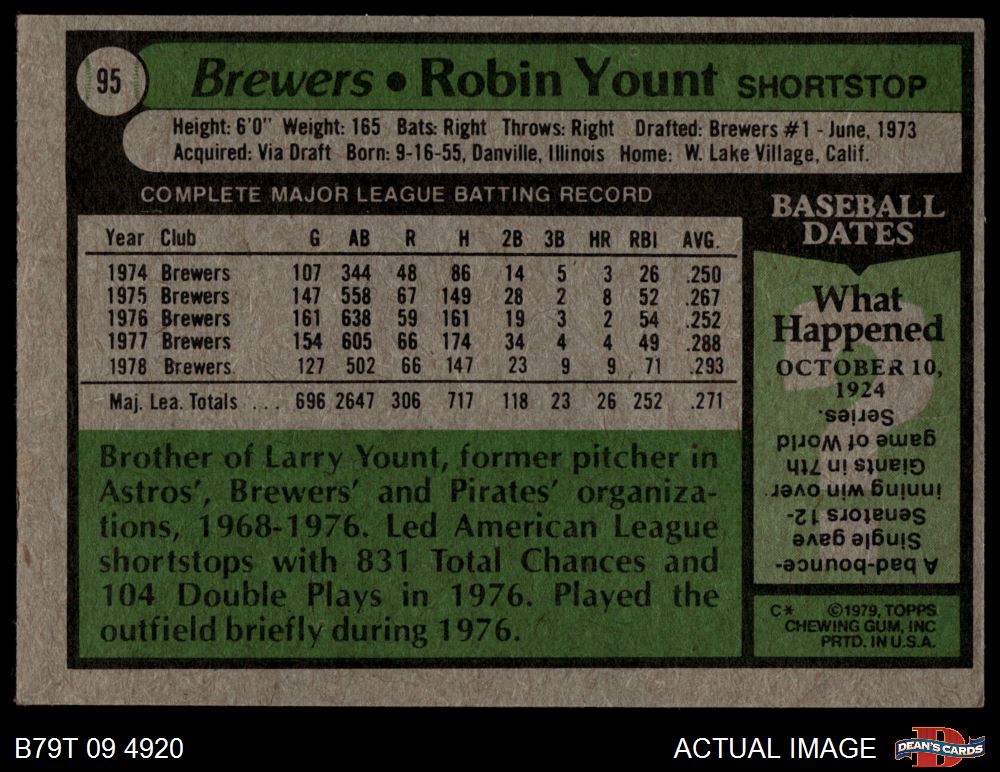 95
Brewers • Robin Yount SHORTSTOP
Height: 6'0" Weight: 165 Bats: Right Throws: Right Drafted: Brewers #1 - June, 1973
Acquired: Via Draft Born: 9-16-55, Danville, Illinois Home: W. Lake Village, Calif.
COMPLETE MAJOR LEAGUE BATTING RECORD
Year Club G AB R H 2B 3B HR RBI AVG.
1974 Brewers 107 344 48 86 14 5 3 26 .250
1975 Brewers 147 558 67 149 28 2 8 52 .267
1976 Brewers 161 638 59 161 19 3 2 54 .252
1977 Brewers 154 605 66 174 34 4 4 49 .288
1978 Brewers 127 502 66 147 23 9 9 71 .293
Maj. Lea. Totals ... 696 2647 306 717 118 23 26 252 .271
Brother of Larry Yount, former pitcher in
Astros', Brewers' and Pirates' organiza-
tions, 1968-1976. Led American League
shortstops with 831 Total Chances and
104 Double Plays in 1976. Played the
outfield briefly during 1976.
BASEBALL
DATES
What
Happened
OCTOBER 10,
1924
A bad-bounce-
Single gave
Senators 12-
inning win over
Giants in 7th
game of World
Series.
C* ©1979, TOPPS
CHEWING GUM, INC
PRTD. IN U.S.A.
B79T 09 4920
ACTUAL IMAGE
D
DEAN'S CARDS